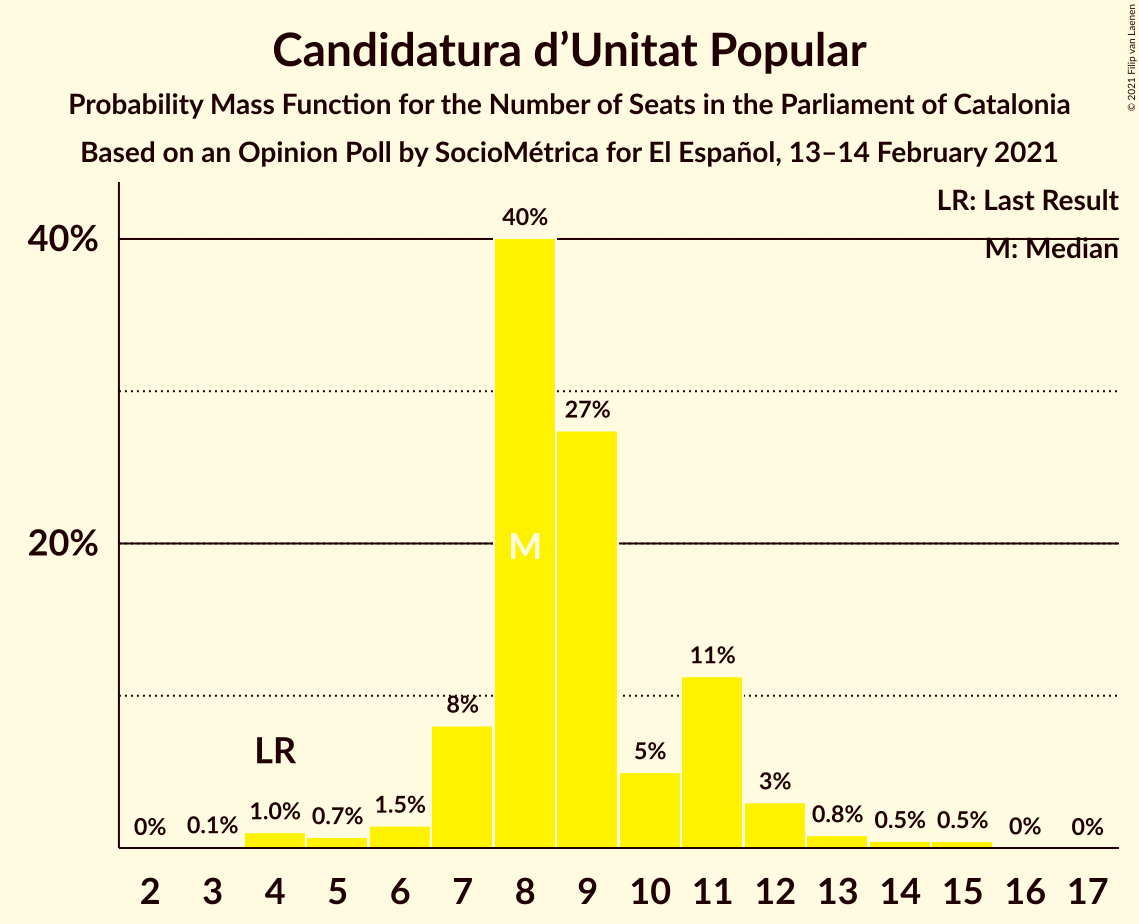 Candidatura d’Unitat Popular
Probability Mass Function for the Number of Seats in the Parliament of Catalonia
Based on an Opinion Poll by SocioMétrica for El Español, 13–14 February 2021
© 2021 Filip van Laenen
LR: Last Result
M: Median
40%
20%
0%
0.1%
LR
1.0%
0.7%
1.5%
8%
40%
M
27%
5%
11%
3%
0.8%
0.5%
0.5%
0%
0%
2 3 4 5 6 7 8 9 10 11 12 13 14 15 16 17